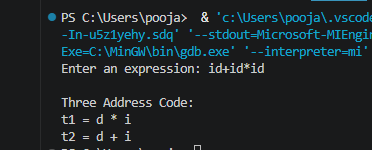 PS C:\Users\pooja> & 'c:\Users\pooja\.vscode
-In-u5z1yehy.sdq' '--stdout=Microsoft-MIEngin
Exe=C:\MinGW\bin\gdb.exe' '--interpreter=mi'
Enter an expression: id+id*id
Three Address Code:
t1 = d * i
t2 = d + i